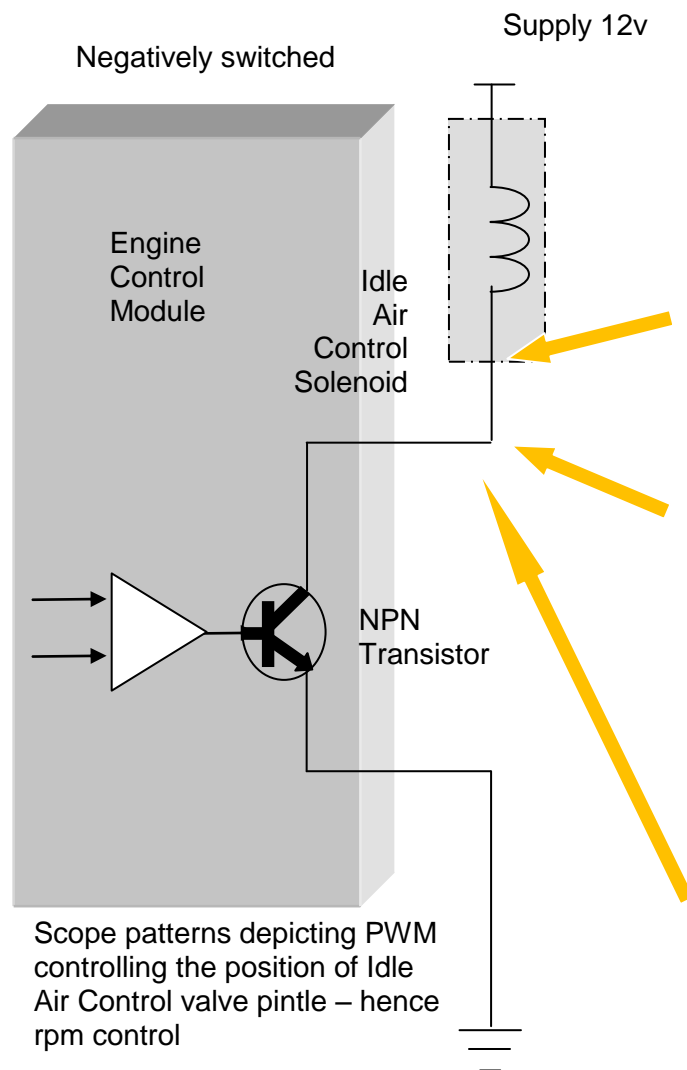 Supply 12v
Negatively switched
Engine
Control
Module
Idle
Air
Control
Solenoid
NPN
Transistor
Scope patterns depicting PWM
controlling the position of Idle
Air Control valve pintle – hence
rpm control